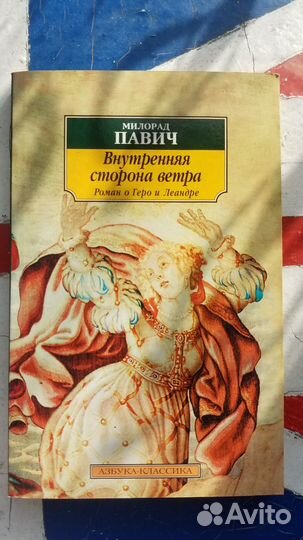 МИЛОРАД
ПАВИЧ
Внутренняя
сторона ветра
Роман о Геро и Леандре
АЗБУКА-КЛАССИКА
Avito